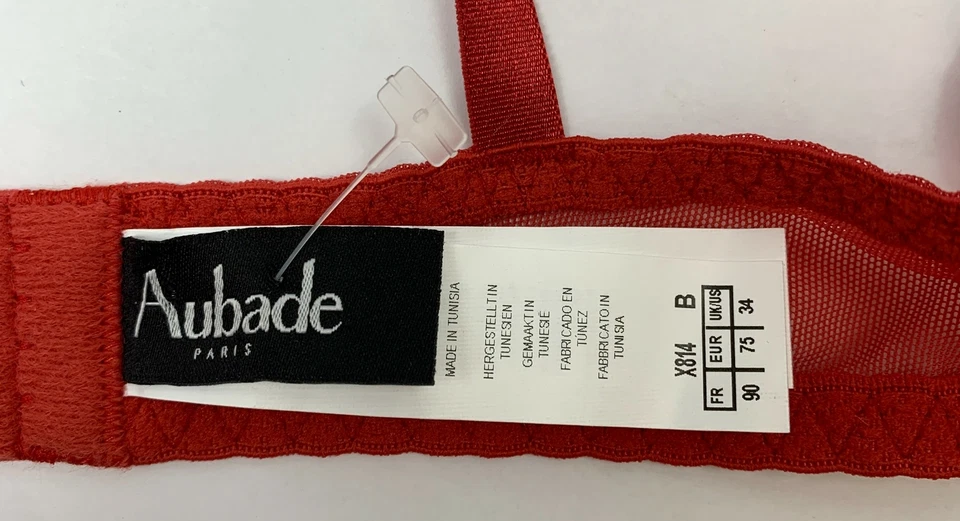 Aubade
PARIS
MADE IN TUNISIA
HERGESTELLT IN
TUNESIEN
GEMAAKT IN
TUNESIË
FABRICADO EN
TÚNEZ
FABBRICATO IN
TUNISIA
X814 B
FR EUR UK/US
90 75 34